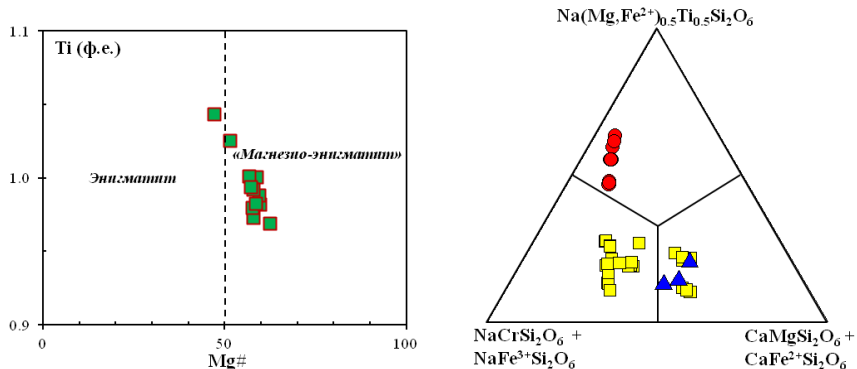 1.1
Ti (ф.е.)
«Магнезио-энигматит»
1.0
Энигматит
0.9
0
50
100
Mg#
Na(Mg,Fe²⁺)₀.₅Ti₀.₅Si₂O₆
NaCrSi₂O₆ +
NaFe³⁺Si₂O₆
CaMgSi₂O₆ +
CaFe²⁺Si₂O₆